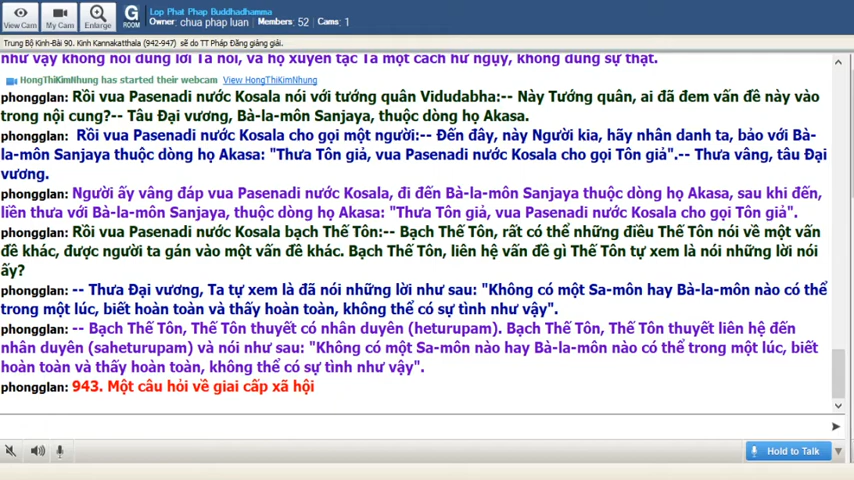 View Cam
My Cam
Enlarge
G
ROOM
Lop Phat Phap Buddhadhamma
Owner: chua phap luan Members: 52 Cams: 1
Trung Bộ Kinh-Bài 90. Kinh Kannakatthala (942-947) sẽ do TT Pháp Đăng giảng giải.
như vậy không nói đúng lời Ta nói, và họ xuyên tạc Ta một cách hư ngụy, không đúng sự thật.
HongThiKimNhung has started their webcam View HongThiKimNhung
phongglan: Rồi vua Pasenadi nước Kosala nói với tướng quân Vidudabha:-- Này Tướng quân, ai đã đem vấn đề này vào
trong nội cung?-- Tâu Đại vương, Bà-la-môn Sanjaya, thuộc dòng họ Akasa.
phongglan: Rồi vua Pasenadi nước Kosala cho gọi một người:-- Đến đây, này Người kia, hãy nhân danh ta, bảo với Bà-
la-môn Sanjaya thuộc dòng họ Akasa: "Thưa Tôn giả, vua Pasenadi nước Kosala cho gọi Tôn giả".-- Thưa vâng, tâu Đại
vương.
phongglan: Người ấy vâng đáp vua Pasenadi nước Kosala, đi đến Bà-la-môn Sanjaya thuộc dòng họ Akasa, sau khi đến,
liền thưa với Bà-la-môn Sanjaya, thuộc dòng họ Akasa: "Thưa Tôn giả, vua Pasenadi nước Kosala cho gọi Tôn giả".
phongglan: Rồi vua Pasenadi nước Kosala bạch Thế Tôn:-- Bạch Thế Tôn, rất có thể những điều Thế Tôn nói về một vấn
đề khác, được người ta gán vào một vấn đề khác. Bạch Thế Tôn, liên hệ vấn đề gì Thế Tôn tự xem là nói những lời nói
ấy?
phongglan: -- Thưa Đại vương, Ta tự xem là đã nói những lời như sau: "Không có một Sa-môn hay Bà-la-môn nào có thể
trong một lúc, biết hoàn toàn và thấy hoàn toàn, không thể có sự tình như vậy".
phongglan: -- Bạch Thế Tôn, Thế Tôn thuyết có nhân duyên (heturupam). Bạch Thế Tôn, Thế Tôn thuyết liên hệ đến
nhân duyên (saheturupam) và nói như sau: "Không có một Sa-môn nào hay Bà-la-môn nào có thể trong một lúc, biết
hoàn toàn và thấy hoàn toàn, không thể có sự tình như vậy".
phongglan: 943. Một câu hỏi về giai cấp xã hội
Hold to Talk